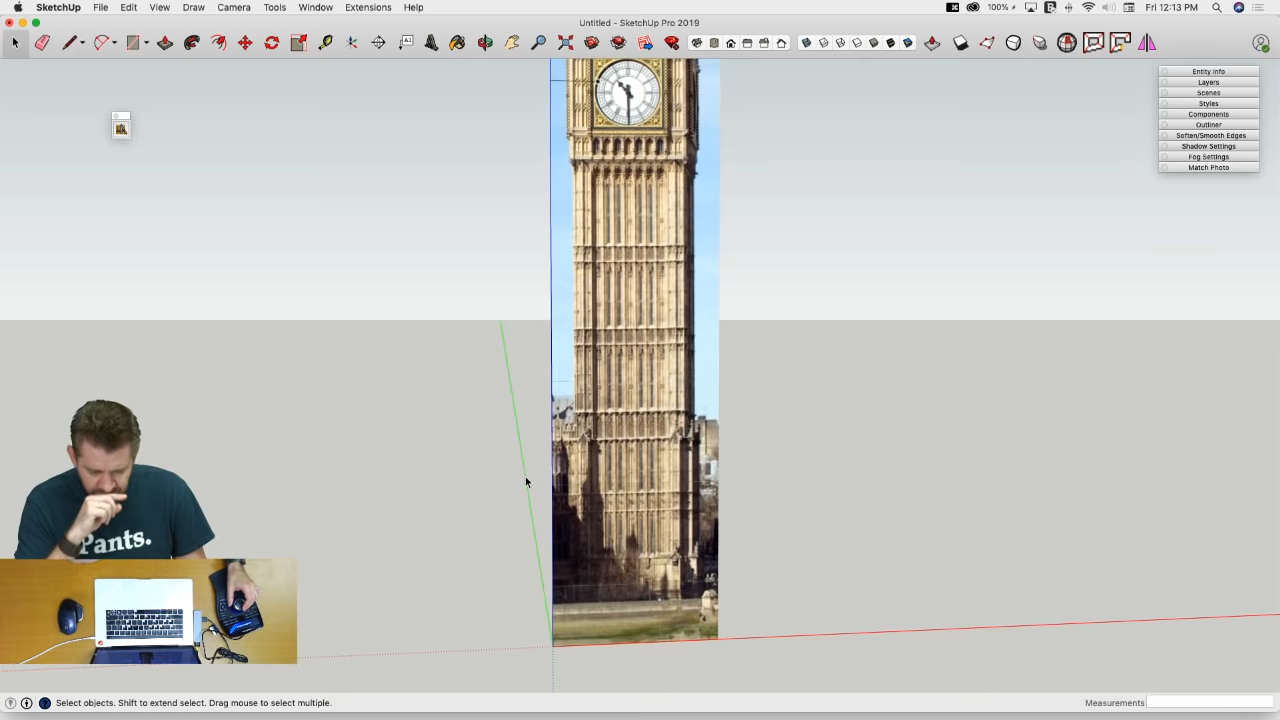 SketchUp File Edit View Draw Camera Tools Window Extensions Help 100% Fri 12:13 PM
Untitled - SketchUp Pro 2019
Entity Info
Layers
Scenes
Styles
Components
Outliner
Soften/Smooth Edges
Shadow Settings
Fog Settings
Match Photo
Pants.
Select objects. Shift to extend select. Drag mouse to select multiple. Measurements